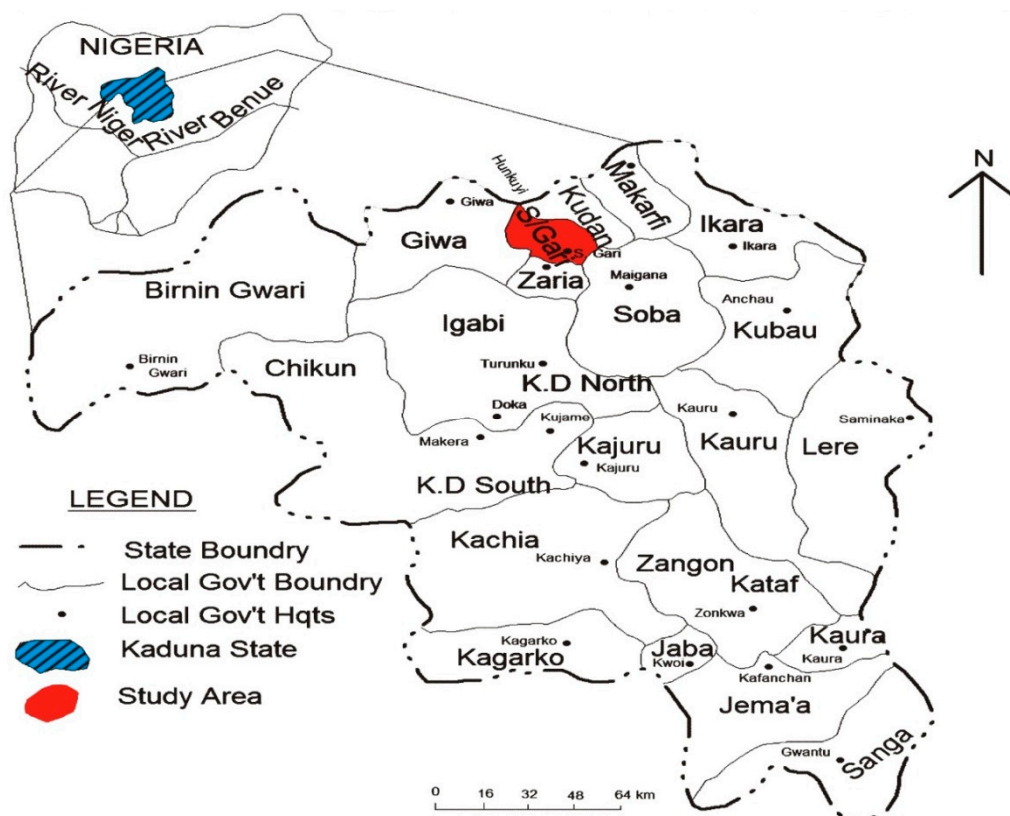 NIGERIA
River Niger
River Benue
N
Hunkuyi
Makarfi
Kudan
S/Gari
S. Gari
Giwa
Giwa
Ikara
Ikara
Zaria
Maigana
Soba
Anchau
Kubau
Birnin Gwari
Birnin
Gwari
Igabi
Chikun
Turunku
K.D North
Doka
Kujame
Makera
Kajuru
Kajuru
Kauru
Kauru
Saminaka
Lere
K.D South
Kachia
Kachiya
Zangon
Kataf
Zonkwa
Kagarko
Kagarko
Jaba
Kwoi
Kaura
Kaura
Kafanchan
Jema'a
Gwantu
Sanga
LEGEND
State Boundry
Local Gov't Boundry
Local Gov't Hqts
Kaduna State
Study Area
0 16 32 48 64 km